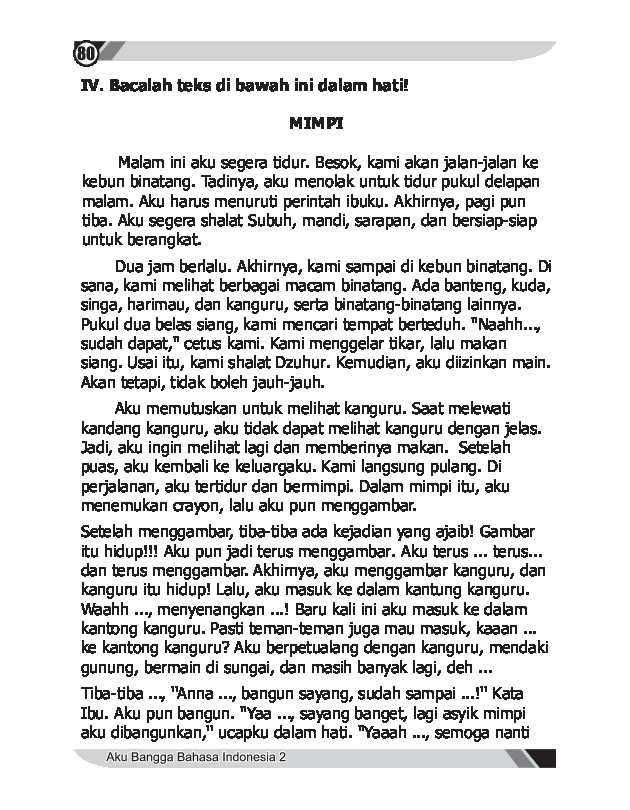 80
IV. Bacalah teks di bawah ini dalam hati!
MIMPI
Malam ini aku segera tidur. Besok, kami akan jalan-jalan ke
kebun binatang. Tadinya, aku menolak untuk tidur pukul delapan
malam. Aku harus menuruti perintah ibuku. Akhirnya, pagi pun
tiba. Aku segera shalat Subuh, mandi, sarapan, dan bersiap-siap
untuk berangkat.
Dua jam berlalu. Akhirnya, kami sampai di kebun binatang. Di
sana, kami melihat berbagai macam binatang. Ada banteng, kuda,
singa, harimau, dan kanguru, serta binatang-binatang lainnya.
Pukul dua belas siang, kami mencari tempat berteduh. "Naahh...,
sudah dapat," cetus kami. Kami menggelar tikar, lalu makan
siang. Usai itu, kami shalat Dzuhur. Kemudian, aku diizinkan main.
Akan tetapi, tidak boleh jauh-jauh.
Aku memutuskan untuk melihat kanguru. Saat melewati
kandang kanguru, aku tidak dapat melihat kanguru dengan jelas.
Jadi, aku ingin melihat lagi dan memberinya makan. Setelah
puas, aku kembali ke keluargaku. Kami langsung pulang. Di
perjalanan, aku tertidur dan bermimpi. Dalam mimpi itu, aku
menemukan crayon, lalu aku pun menggambar.
Setelah menggambar, tiba-tiba ada kejadian yang ajaib! Gambar
itu hidup!!! Aku pun jadi terus menggambar. Aku terus ... terus...
dan terus menggambar. Akhirnya, aku menggambar kanguru, dan
kanguru itu hidup! Lalu, aku masuk ke dalam kantung kanguru.
Waahh ..., menyenangkan ...! Baru kali ini aku masuk ke dalam
kantong kanguru. Pasti teman-teman juga mau masuk, kaaan ...
ke kantong kanguru? Aku berpetualang dengan kanguru, mendaki
gunung, bermain di sungai, dan masih banyak lagi, deh ...
Tiba-tiba ..., "Anna ..., bangun sayang, sudah sampai ...!" Kata
Ibu. Aku pun bangun. "Yaa ..., sayang banget, lagi asyik mimpi
aku dibangunkan," ucapku dalam hati. "Yaaah ..., semoga nanti
Aku Bangga Bahasa Indonesia 2